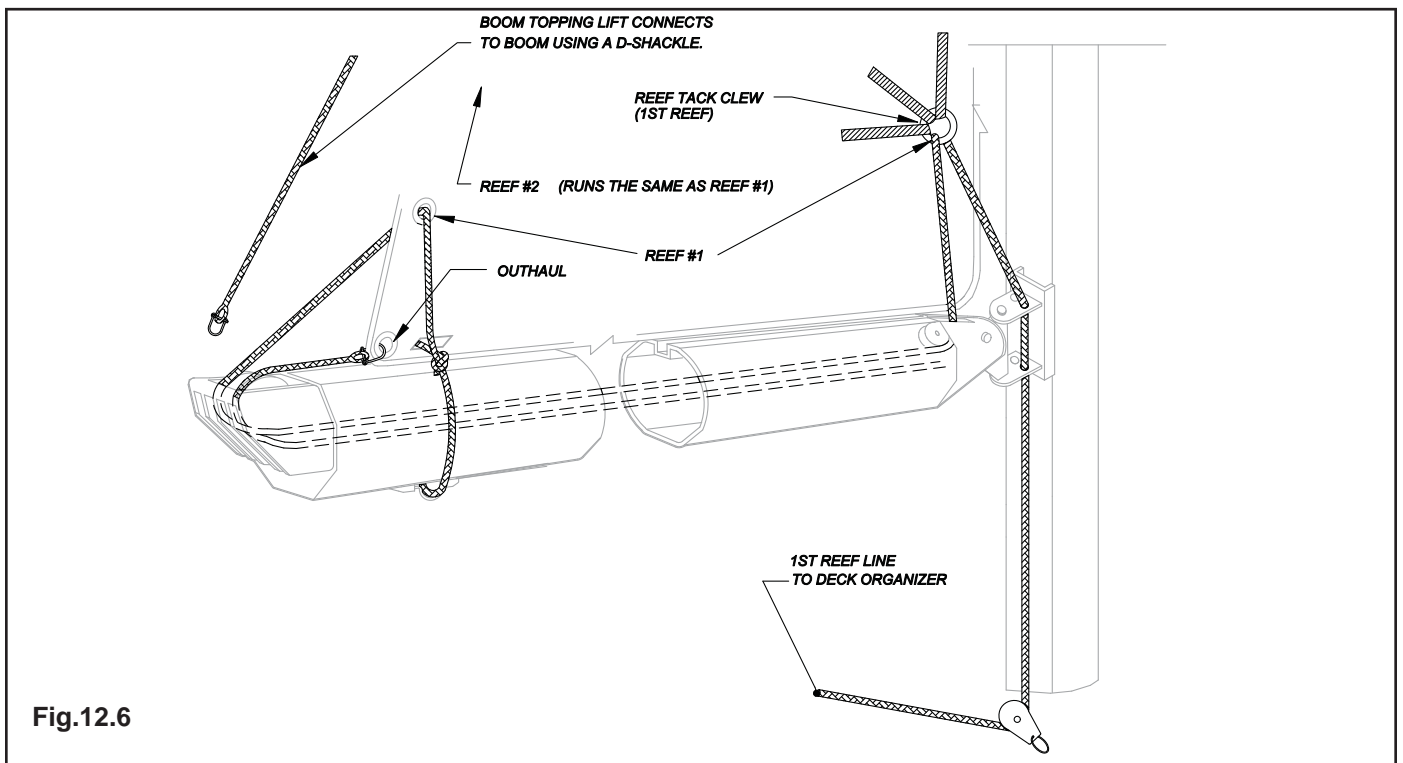 BOOM TOPPING LIFT CONNECTS
TO BOOM USING A D-SHACKLE.
REEF TACK CLEW
(1ST REEF)
REEF #2 (RUNS THE SAME AS REEF #1)
REEF #1
OUTHAUL
1ST REEF LINE
TO DECK ORGANIZER
Fig.12.6